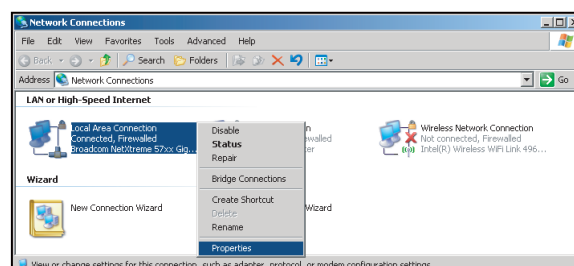 Network Connections
File Edit View Favorites Tools Advanced Help
Back Search Folders
Address Network Connections Go
LAN or High-Speed Internet
Local Area Connection
Connected, Firewalled
Broadcom NetXtreme 57xx Gig...
Disable
Status
Repair
Bridge Connections
Create Shortcut
Delete
Rename
Properties
Wireless Network Connection
Not connected, Firewalled
Intel(R) Wireless WiFi Link 496...
Wizard
New Connection Wizard
Wizard
View or change settings for this connection, such as adapter, protocol, or modem configuration settings.